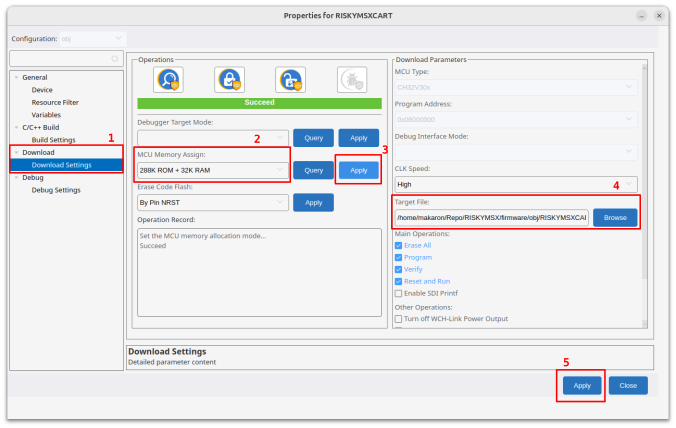 Properties for RISKYMSXCART
Configuration: obj
General
Device
Resource Filter
Variables
C/C++ Build
Build Settings
1
Download
Download Settings
Debug
Debug Settings
Operations
Succeed
Debugger Target Mode:
Query
Apply
2
3
MCU Memory Assign:
288K ROM + 32K RAM
Query
Apply
Erase Code Flash:
By Pin NRST
Apply
Operation Record:
Set the MCU memory allocation mode...
Succeed
Download Parameters
MCU Type:
CH32V30x
Program Address:
0x08000000
Debug Interface Mode:
CLK Speed:
High
4
Target File:
/home/makaron/Repo/RISKYMSX/firmware/obj/RISKYMSXCAI
Browse
Main Operations:
Erase All
Program
Verify
Reset and Run
Enable SDI Printf
Other Operations:
Turn off WCH-Link Power Output
Download Settings
Detailed parameter content
5
Apply
Close